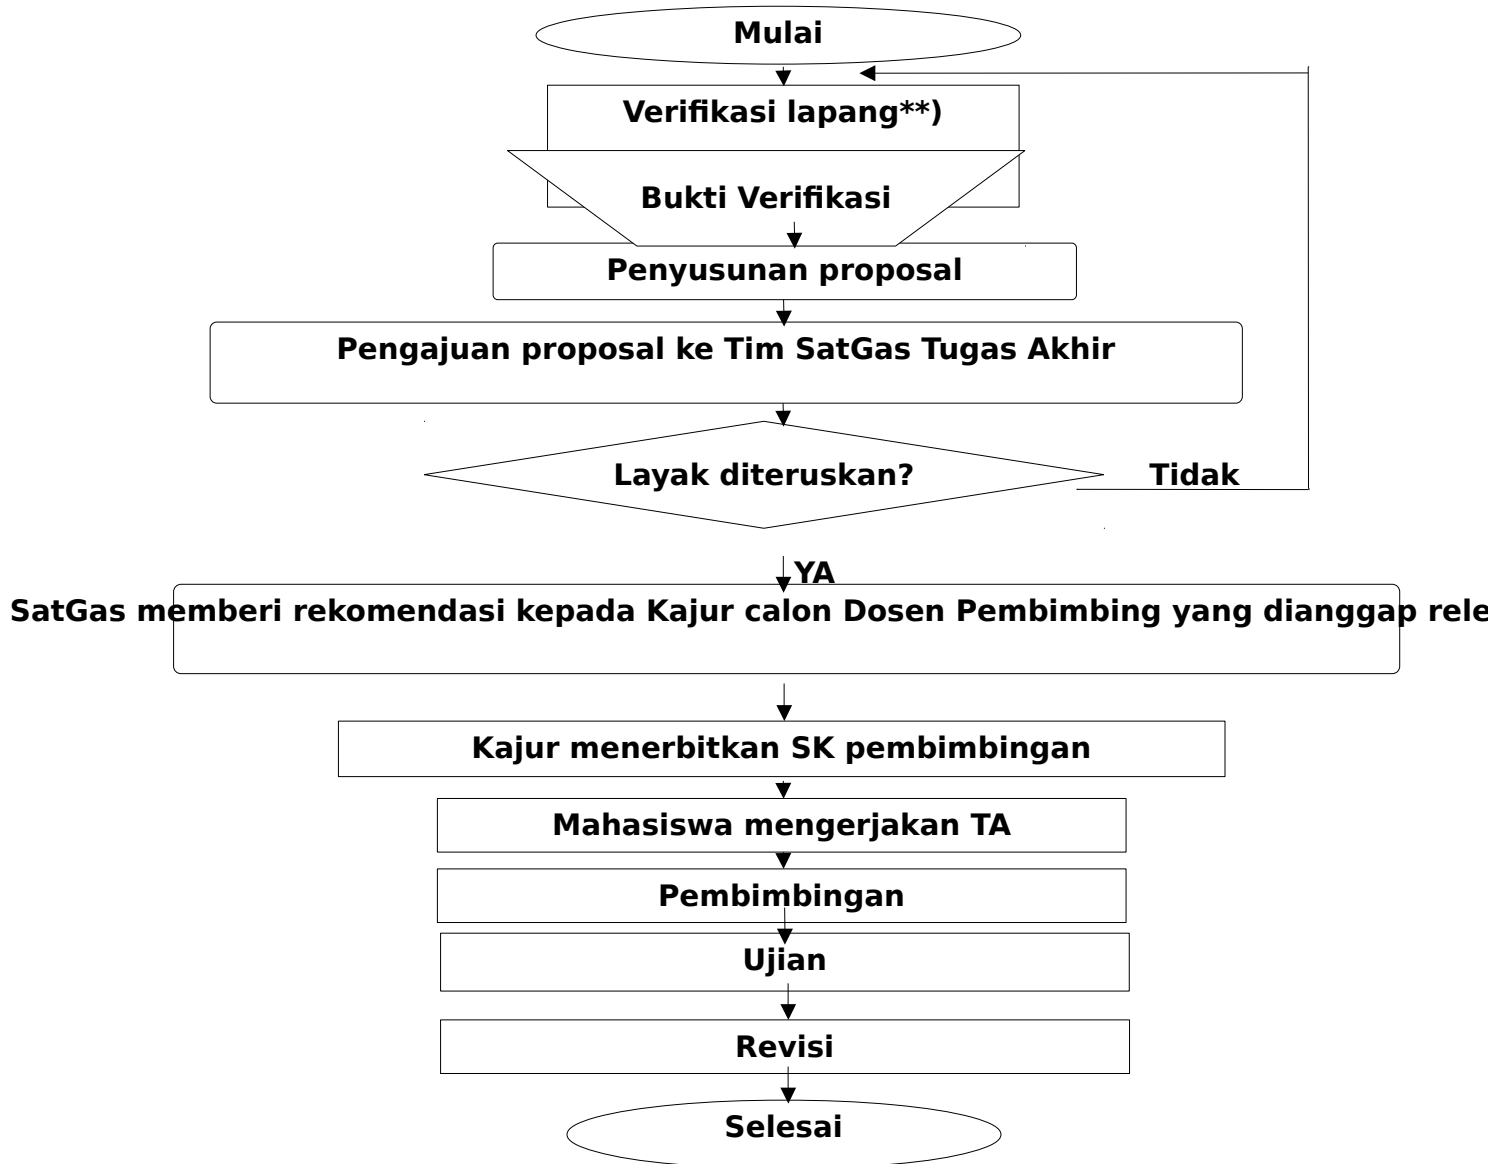 Mulai
Verifikasi lapang**)
Bukti Verifikasi
Penyusunan proposal
Pengajuan proposal ke Tim SatGas Tugas Akhir
Layak diteruskan?
Tidak
YA
SatGas memberi rekomendasi kepada Kajur calon Dosen Pembimbing yang dianggap rele
Kajur menerbitkan SK pembimbingan
Mahasiswa mengerjakan TA
Pembimbingan
Ujian
Revisi
Selesai